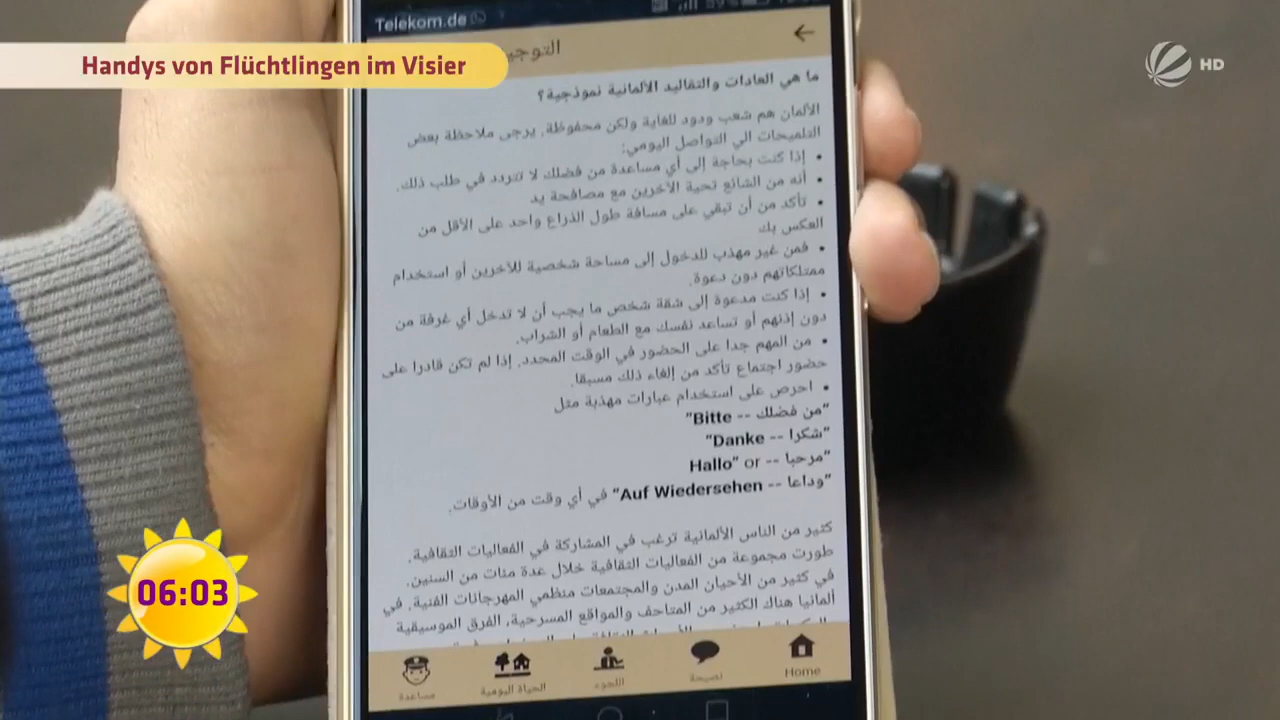 Telekom.de
Handys von Flüchtlingen im Visier
HD
ما هي العادات والتقاليد الألمانية نموذجية؟
الألمان هم شعب ودود للغاية ولكن محفوظة. يرجى ملاحظة بعض
التلميحات الي التواصل اليومي:
• إذا كنت بحاجة إلى أي مساعدة من فضلك لا تتردد في طلب ذلك.
• أنه من الشائع تحية الآخرين مع مصافحة يد
• تأكد من أن تبقي على مسافة طول الذراع واحد على الأقل من
العكس بك
• فمن غير مهذب للدخول إلى مساحة شخصية للآخرين أو استخدام
ممتلكاتهم دون دعوة.
• إذا كنت مدعوة إلى شقة شخص ما يجب أن لا تدخل أي غرفة من
دون إذنهم أو تساعد نفسك مع الطعام أو الشراب.
• من المهم جدا على الحضور في الوقت المحدد. إذا لم تكن قادرا على
حضور اجتماع تأكد من إلغاء ذلك مسبقا.
• احرص على استخدام عبارات مهذبة مثل
"من فضلك -- Bitte"
"شكرا -- Danke"
"مرحبا -- or "Hallo
"وداعا -- Auf Wiedersehen" في أي وقت من الأوقات.
كثير من الناس الألمانية ترغب في المشاركة في الفعاليات الثقافية.
طورت مجموعة من الفعاليات الثقافية خلال عدة مئات من السنين.
في كثير من الأحيان المدن والمجتمعات منظمي المهرجانات الفنية. في
ألمانيا هناك الكثير من المتاحف والمواقع المسرحية، الفرق الموسيقية
Home
نصيحة
اللجوء
الحياة اليومية
مساعدة
06:03